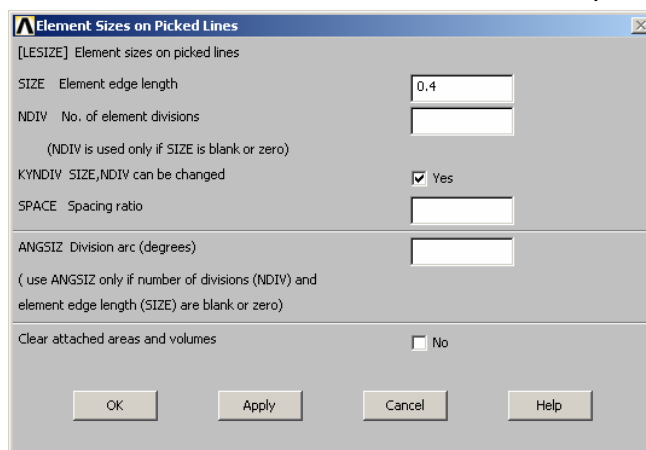 Element Sizes on Picked Lines
[LESIZE] Element sizes on picked lines
SIZE Element edge length 0.4
NDIV No. of element divisions
(NDIV is used only if SIZE is blank or zero)
KYNDIV SIZE,NDIV can be changed Yes
SPACE Spacing ratio
ANGSIZ Division arc (degrees)
( use ANGSIZ only if number of divisions (NDIV) and
element edge length (SIZE) are blank or zero)
Clear attached areas and volumes No
OK Apply Cancel Help